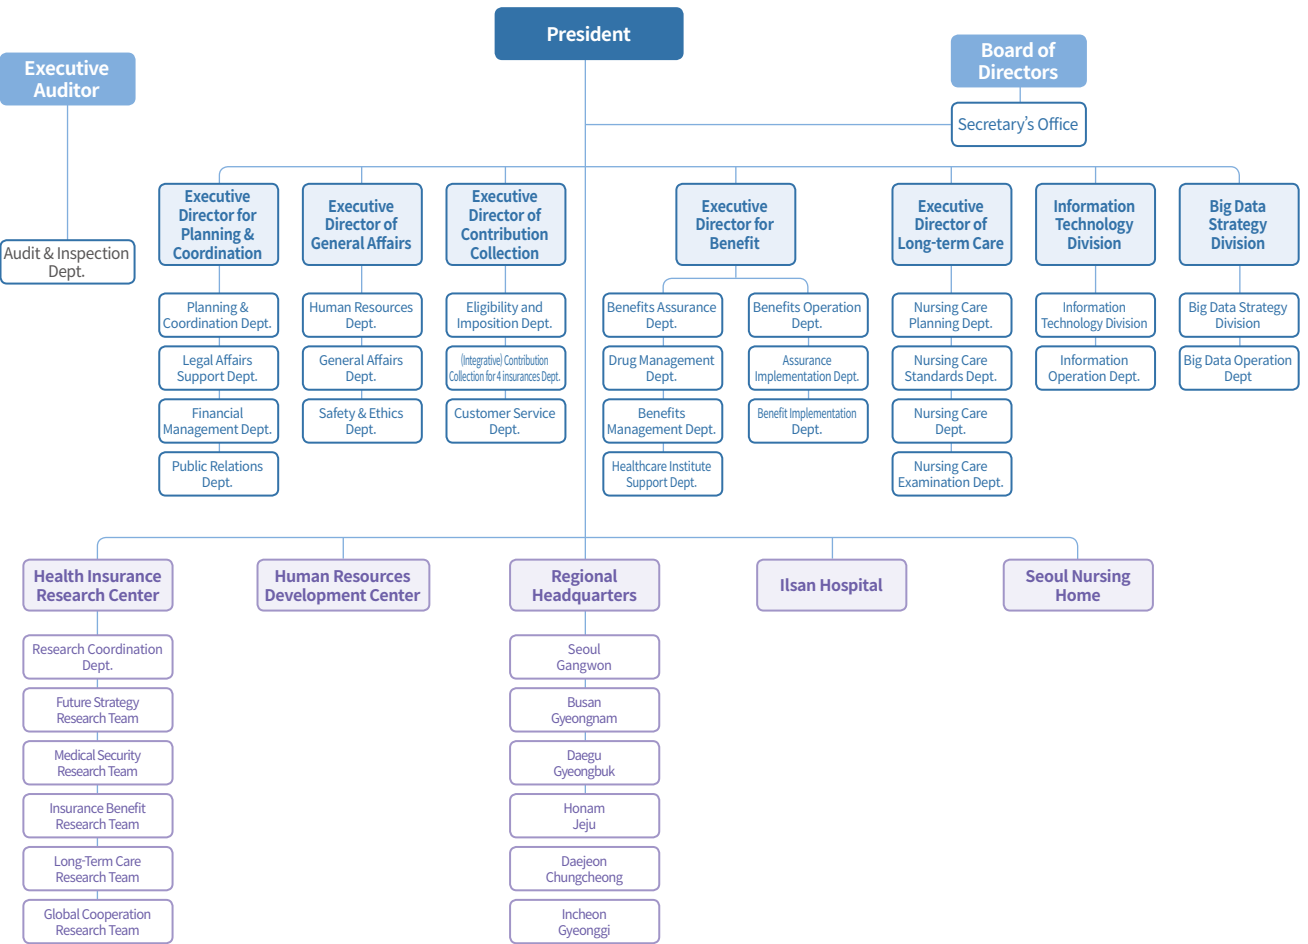 President
Executive
Auditor
Board of
Directors
Secretary's Office
Audit & Inspection
Dept.
Executive
Director for
Planning &
Coordination
Planning &
Coordination Dept.
Legal Affairs
Support Dept.
Financial
Management Dept.
Public Relations
Dept.
Executive
Director of
General Affairs
Human Resources
Dept.
General Affairs
Dept.
Safety & Ethics
Dept.
Executive
Director of
Contribution
Collection
Eligibility and
Imposition Dept.
(Integrative) Contribution
Collection for 4 insurances Dept.
Customer Service
Dept.
Executive
Director for
Benefit
Benefits Assurance
Dept.
Drug Management
Dept.
Benefits
Management Dept.
Healthcare Institute
Support Dept.
Benefits Operation
Dept.
Assurance
Implementation Dept.
Benefit Implementation
Dept.
Executive
Director of
Long-term Care
Nursing Care
Planning Dept.
Nursing Care
Standards Dept.
Nursing Care
Dept.
Nursing Care
Examination Dept.
Information
Technology
Division
Information
Technology Division
Information
Operation Dept.
Big Data
Strategy
Division
Big Data Strategy
Division
Big Data Operation
Dept
Health Insurance
Research Center
Research Coordination
Dept.
Future Strategy
Research Team
Medical Security
Research Team
Insurance Benefit
Research Team
Long-Term Care
Research Team
Global Cooperation
Research Team
Human Resources
Development Center
Regional
Headquarters
Seoul
Gangwon
Busan
Gyeongnam
Daegu
Gyeongbuk
Honam
Jeju
Daejeon
Chungcheong
Incheon
Gyeonggi
Ilsan Hospital
Seoul Nursing
Home